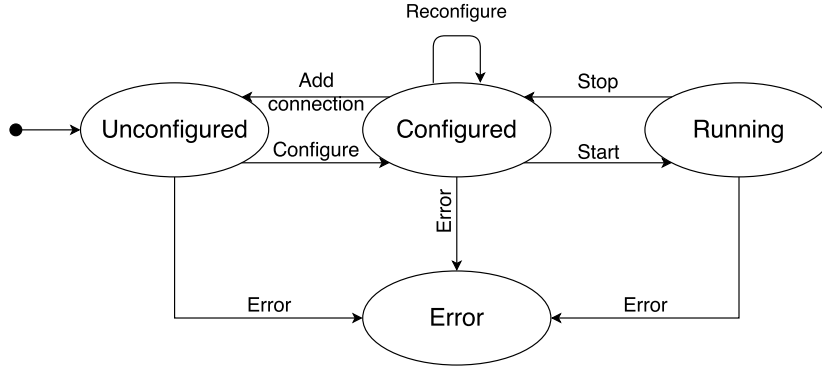 Reconfigure
Add
connection
Stop
Unconfigured
Configured
Running
Configure
Start
Error
Error
Error
Error